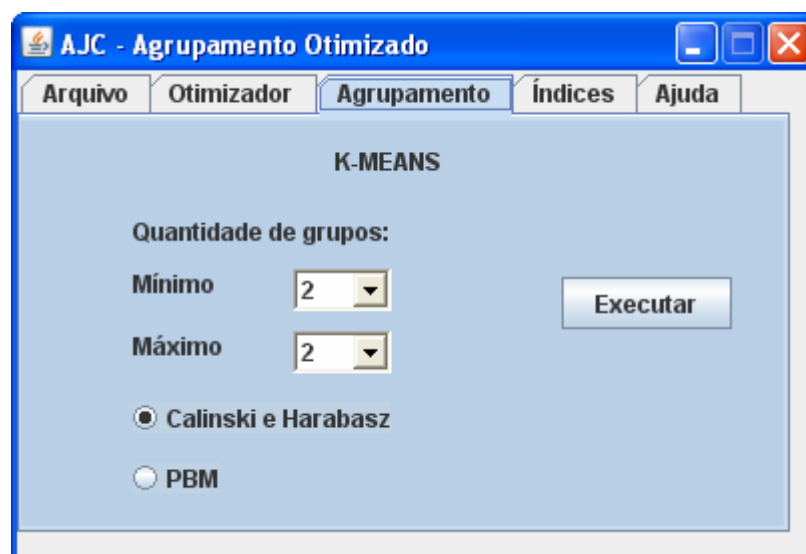 AJC - Agrupamento Otimizado
Arquivo Otimizador Agrupamento Índices Ajuda
K-MEANS
Quantidade de grupos:
Mínimo 2
Executar
Máximo 2
Calinski e Harabasz
PBM